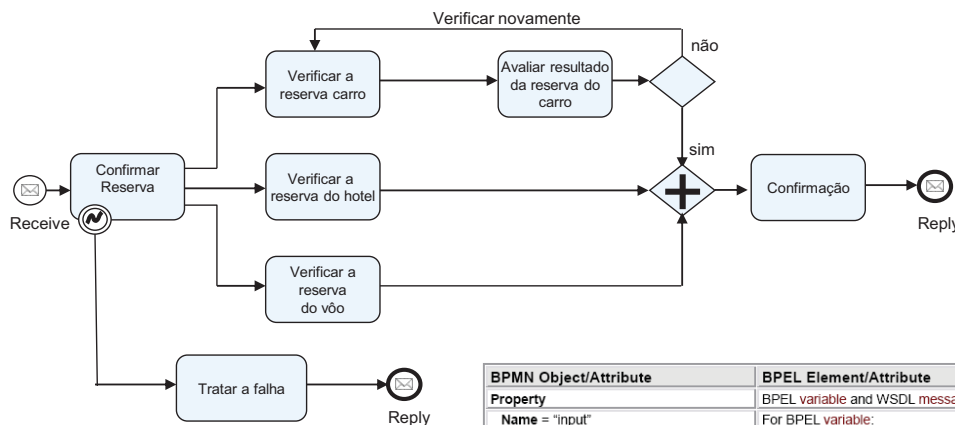 Verificar novamente
não
Verificar a
reserva carro
Avaliar resultado
da reserva do
carro
sim
Confirmar
Reserva
Verificar a
reserva do hotel
Confirmação
Receive
Reply
Verificar a
reserva
do vôo
Tratar a falha
Reply
BPMN Object/Attribute BPEL Element/Attribute
Property BPEL variable and WSDL messa
Name = "input" For BPEL variable: